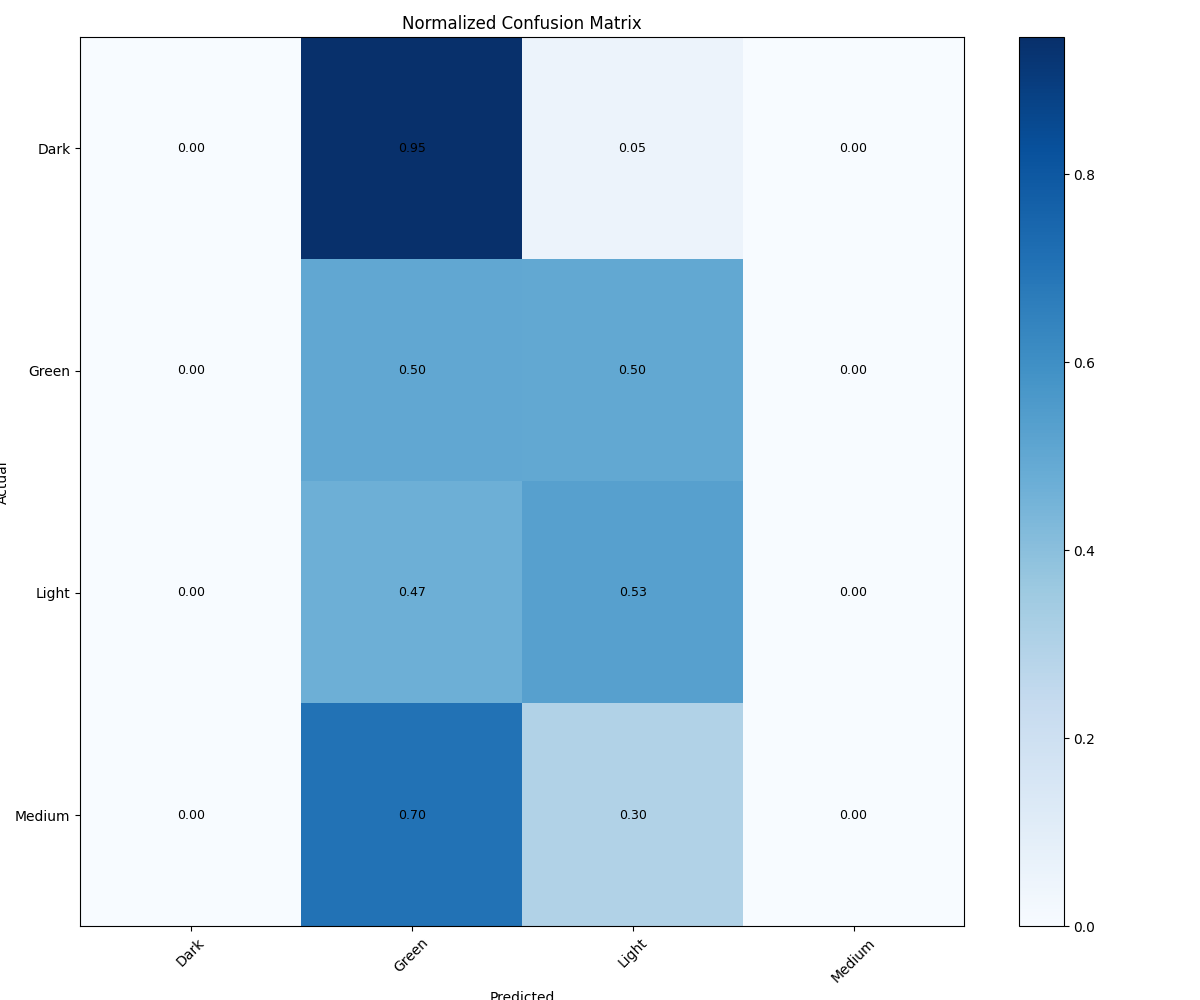 Normalized Confusion Matrix
Dark 0.00 0.95 0.05 0.00
Green 0.00 0.50 0.50 0.00
Light 0.00 0.47 0.53 0.00
Medium 0.00 0.70 0.30 0.00
Actual
Dark Green Light Medium
Predicted
0.8
0.6
0.4
0.2
0.0